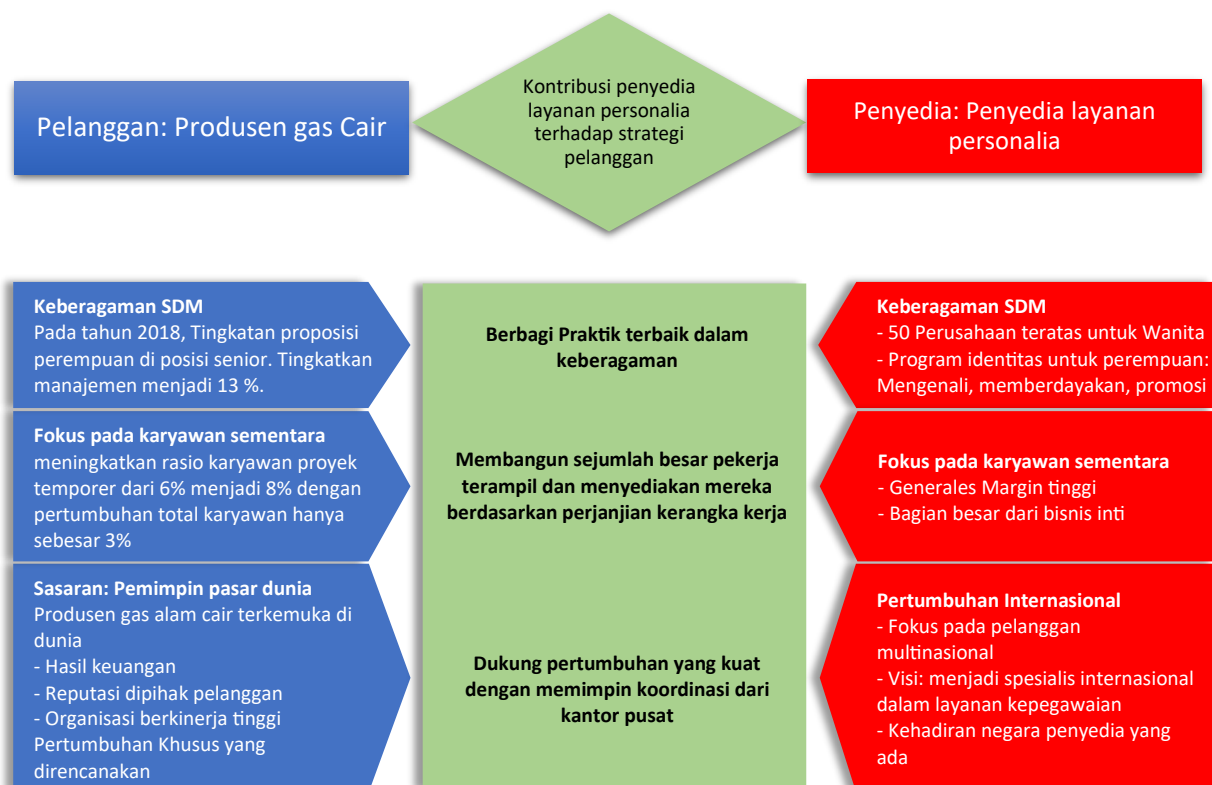 Pelanggan: Produsen gas Cair
Kontribusi penyedia
layanan personalia
terhadap strategi
pelanggan
Penyedia: Penyedia layanan
personalia
Keberagaman SDM
Pada tahun 2018, Tingkatan proposisi
perempuan di posisi senior. Tingkatkan
manajemen menjadi 13 %.
Berbagi Praktik terbaik dalam
keberagaman
Keberagaman SDM
- 50 Perusahaan teratas untuk Wanita
- Program identitas untuk perempuan:
Mengenali, memberdayakan, promosi
Fokus pada karyawan sementara
meningkatkan rasio karyawan proyek
temporer dari 6% menjadi 8% dengan
pertumbuhan total karyawan hanya
sebesar 3%
Membangun sejumlah besar pekerja
terampil dan menyediakan mereka
berdasarkan perjanjian kerangka kerja
Fokus pada karyawan sementara
- Generales Margin tinggi
- Bagian besar dari bisnis inti
Sasaran: Pemimpin pasar dunia
Produsen gas alam cair terkemuka di
dunia
- Hasil keuangan
- Reputasi dipihak pelanggan
- Organisasi berkinerja tinggi
Pertumbuhan Khusus yang
direncanakan
Dukung pertumbuhan yang kuat
dengan memimpin koordinasi dari
kantor pusat
Pertumbuhan Internasional
- Fokus pada pelanggan
multinasional
- Visi: menjadi spesialis internasional
dalam layanan kepegawaian
- Kehadiran negara penyedia yang
ada